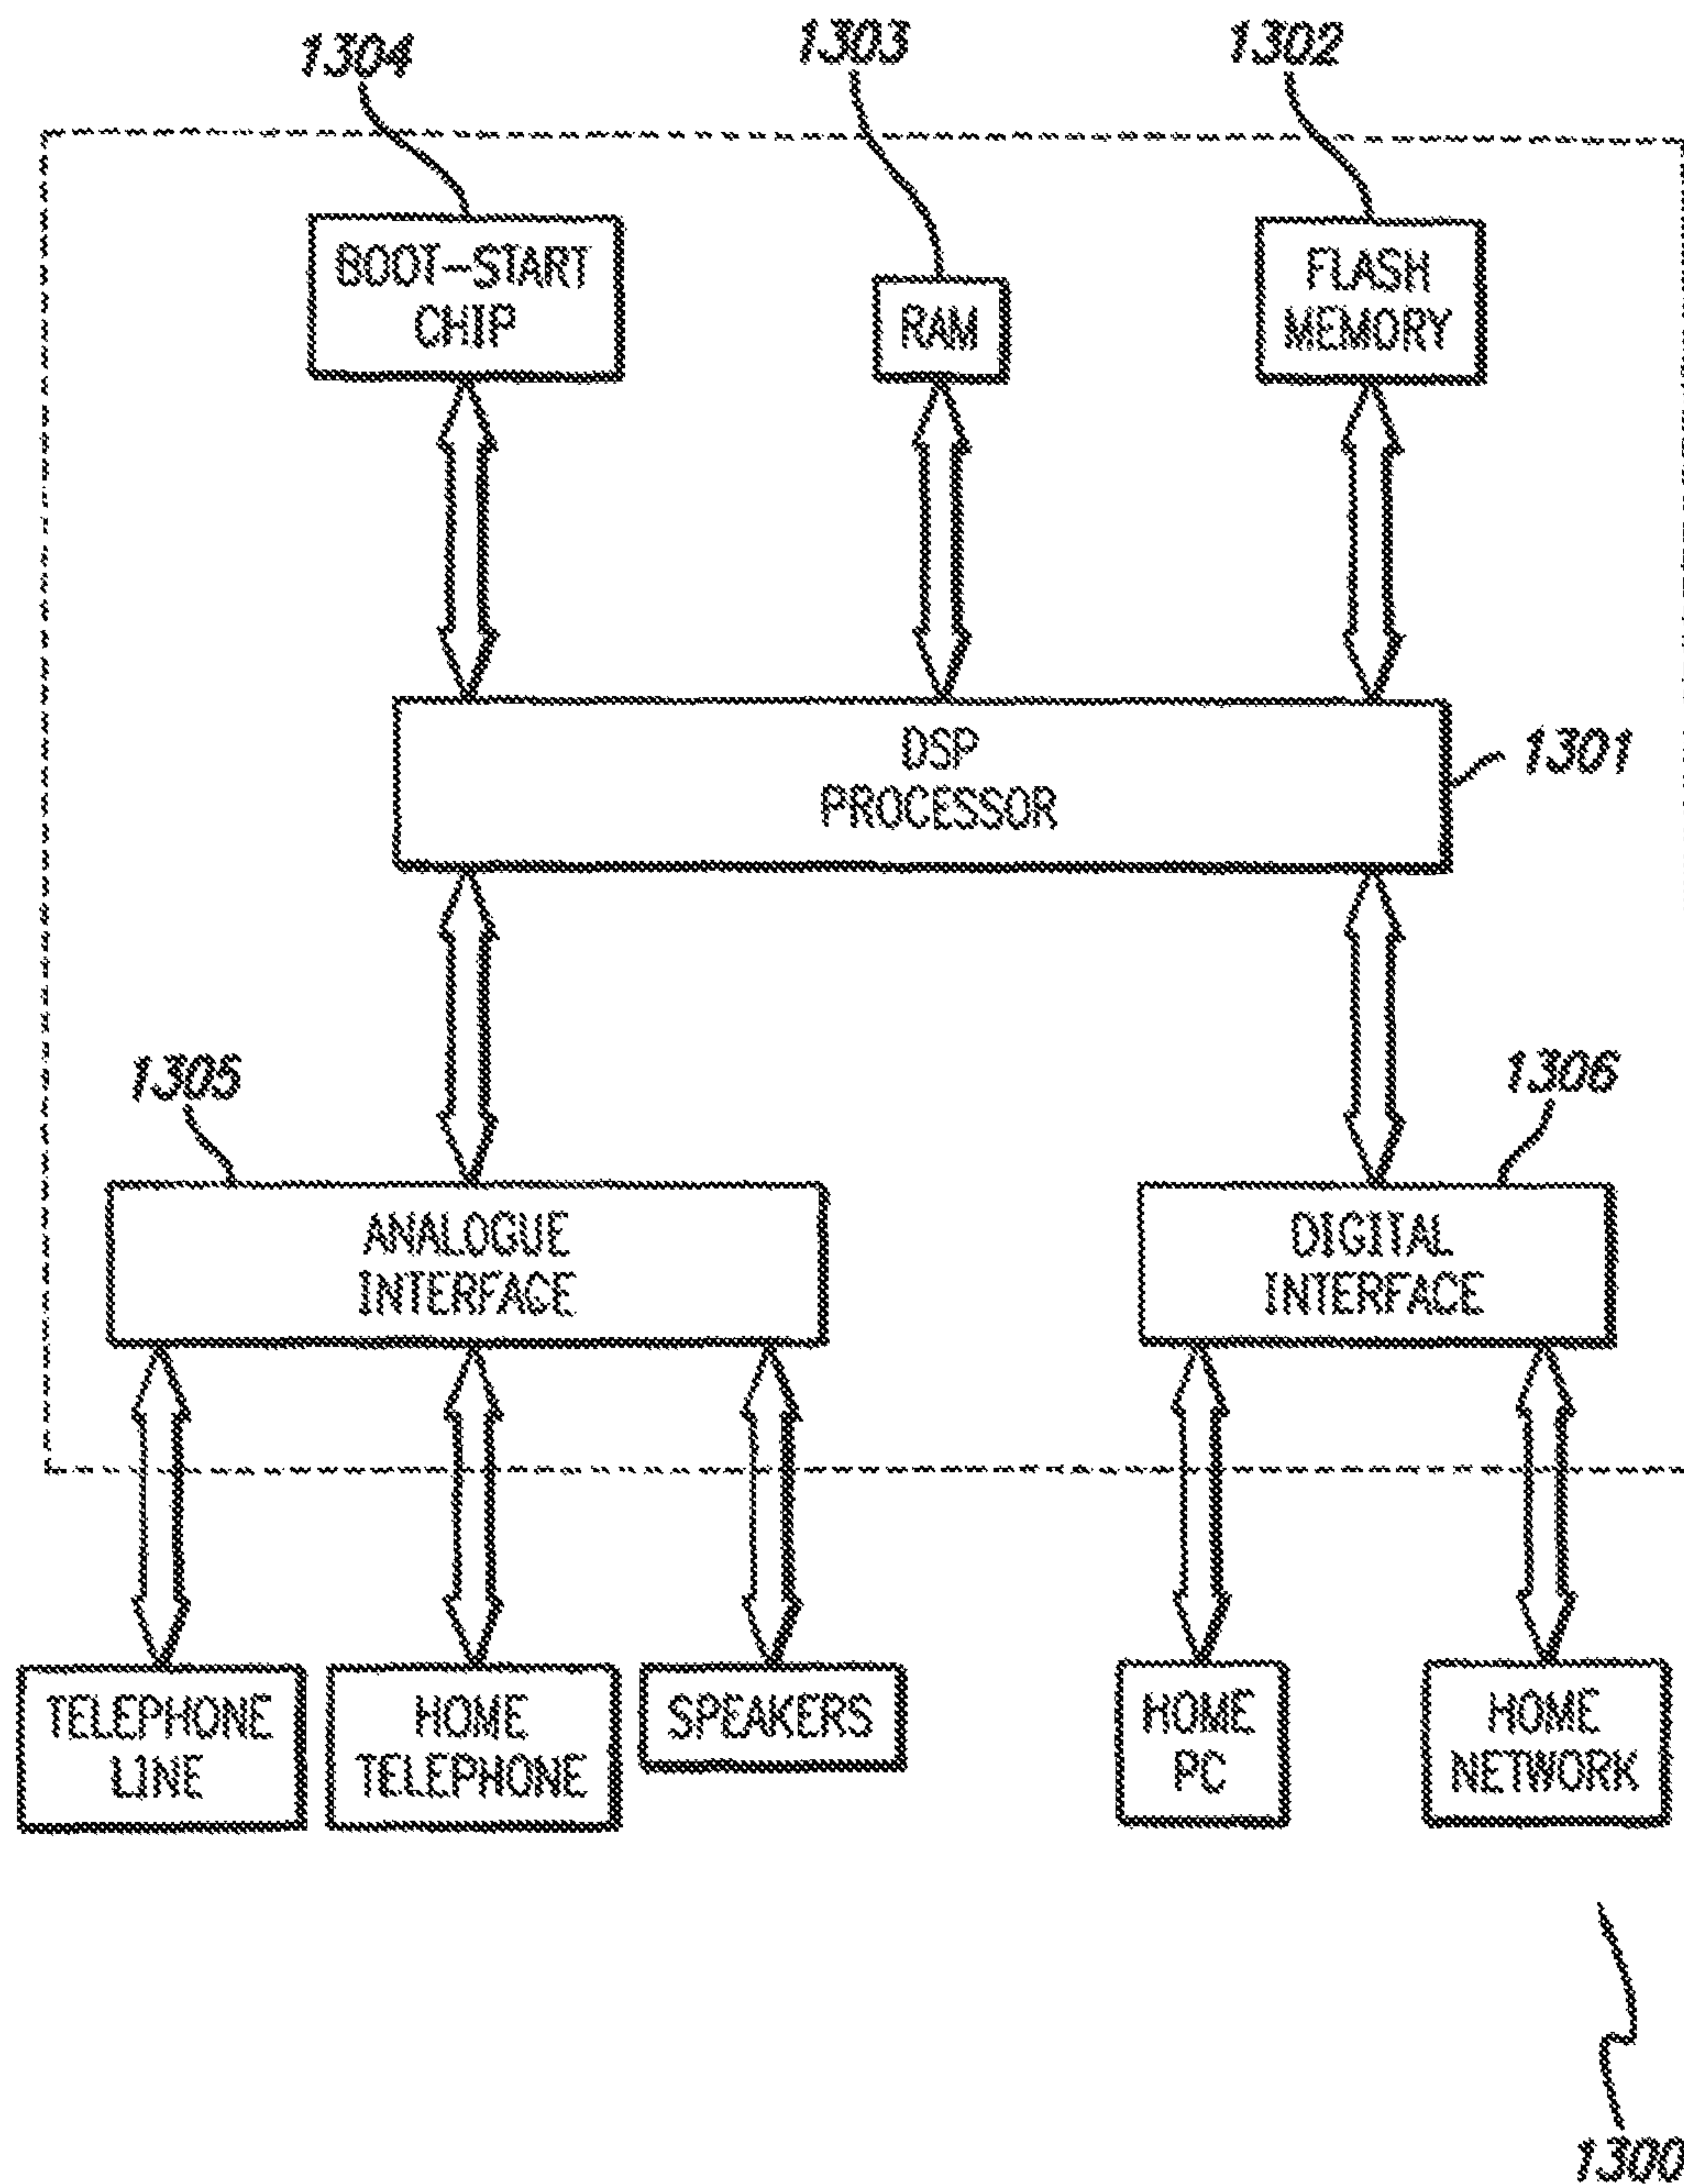 1304
1303
1302
BOOT-START
CHIP
RAM
FLASH
MEMORY
DSP
PROCESSOR
1301
1305
1306
ANALOGUE
INTERFACE
DIGITAL
INTERFACE
TELEPHONE
LINE
HOME
TELEPHONE
SPEAKERS
HOME
PC
HOME
NETWORK
1300